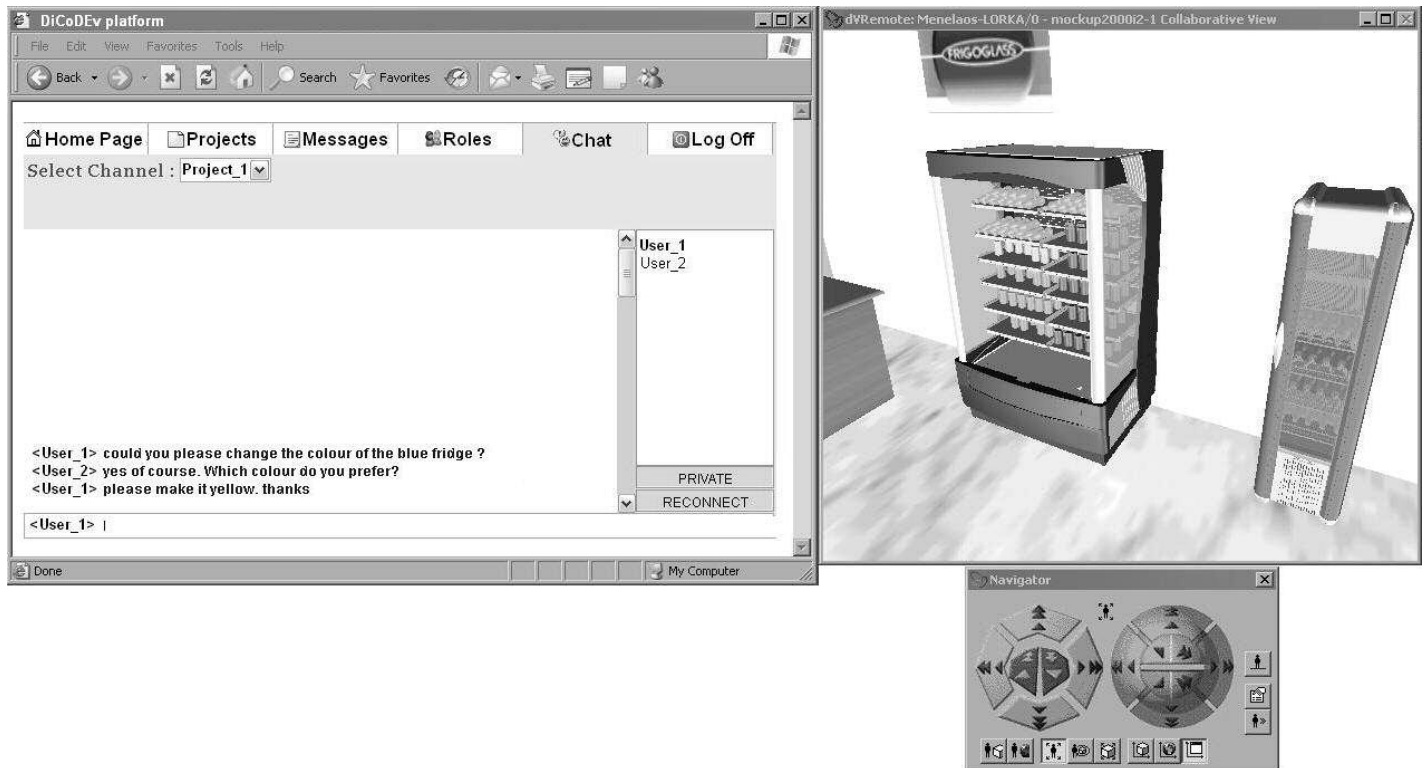 DiCoDEv platform
File Edit View Favorites Tools Help
Back Search Favorites
Home Page Projects Messages Roles Chat Log Off
Select Channel : Project_1
User_1
User_2
<User_1> could you please change the colour of the blue fridge ?
<User_2> yes of course. Which colour do you prefer?
<User_1> please make it yellow. thanks
PRIVATE
RECONNECT
<User_1>
Done My Computer
dVRemote: Menelaos-LORKA/0 - mockup2000i2-1 Collaborative View
FRIGOGLASS
Navigator